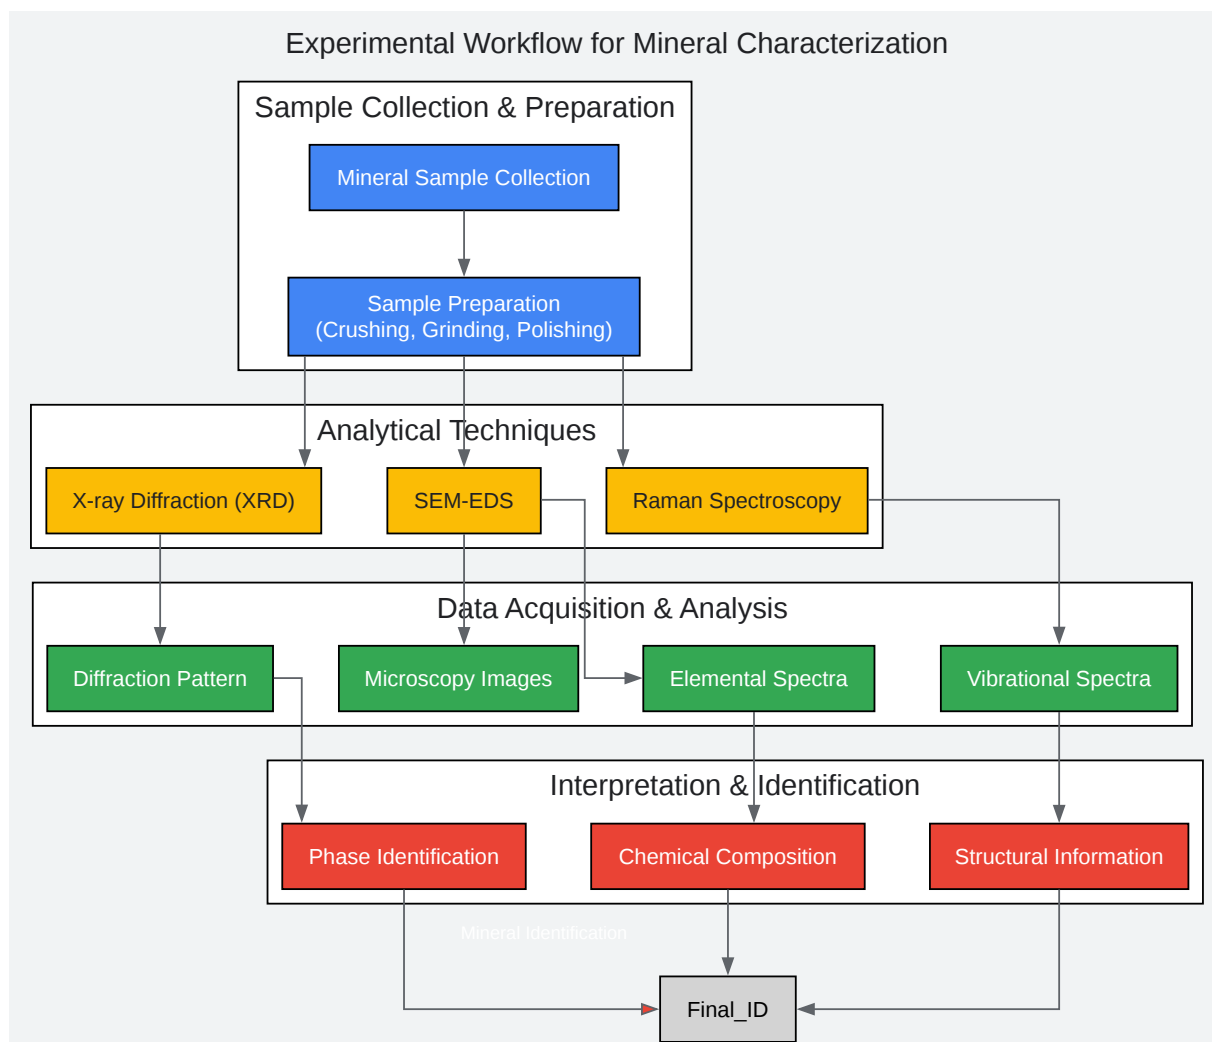 Experimental Workflow for Mineral Characterization
Sample Collection & Preparation
Mineral Sample Collection
Sample Preparation
(Crushing, Grinding, Polishing)
Analytical Techniques
X-ray Diffraction (XRD)
SEM-EDS
Raman Spectroscopy
Data Acquisition & Analysis
Diffraction Pattern
Microscopy Images
Elemental Spectra
Vibrational Spectra
Interpretation & Identification
Phase Identification
Chemical Composition
Structural Information
Mineral Identification
Final_ID